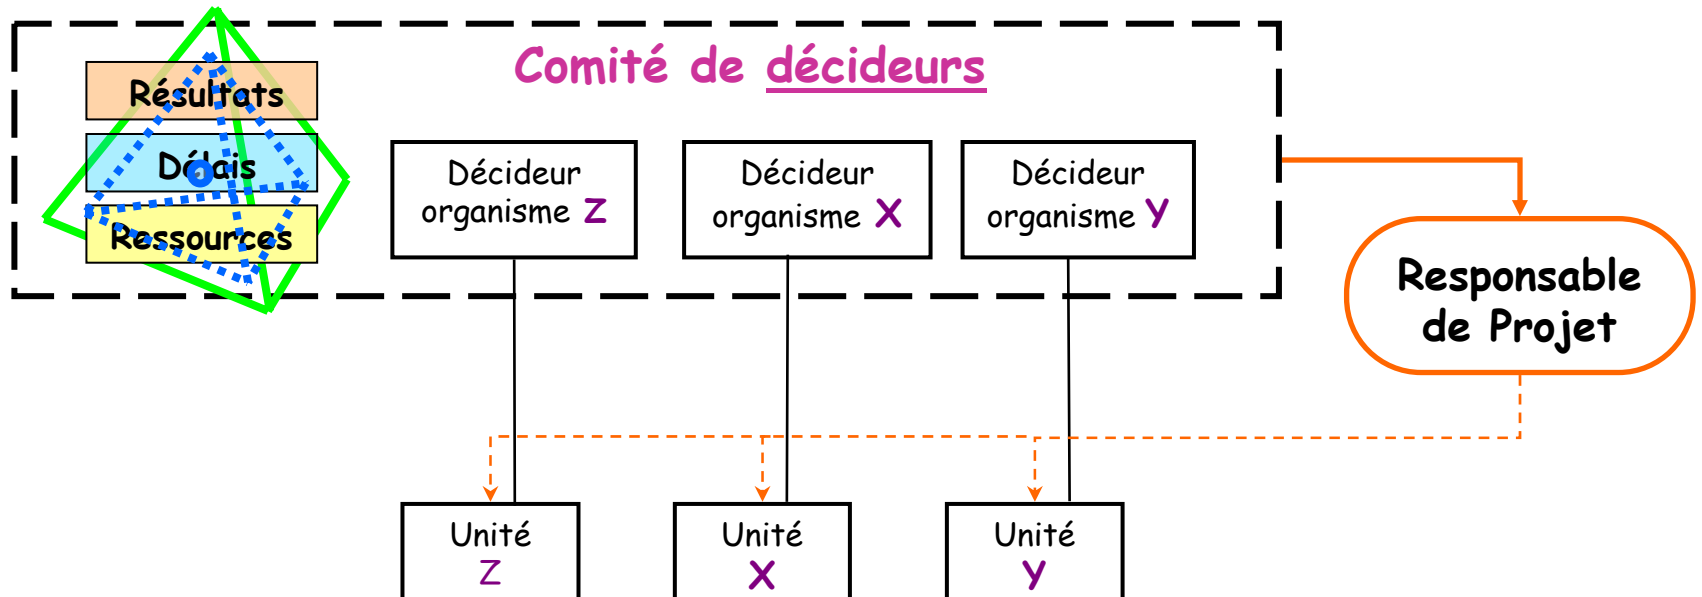 Comité de décideurs
Résultats
Délais
Ressources
Décideur
organisme Z
Décideur
organisme X
Décideur
organisme Y
Responsable
de Projet
Unité
Z
Unité
X
Unité
Y